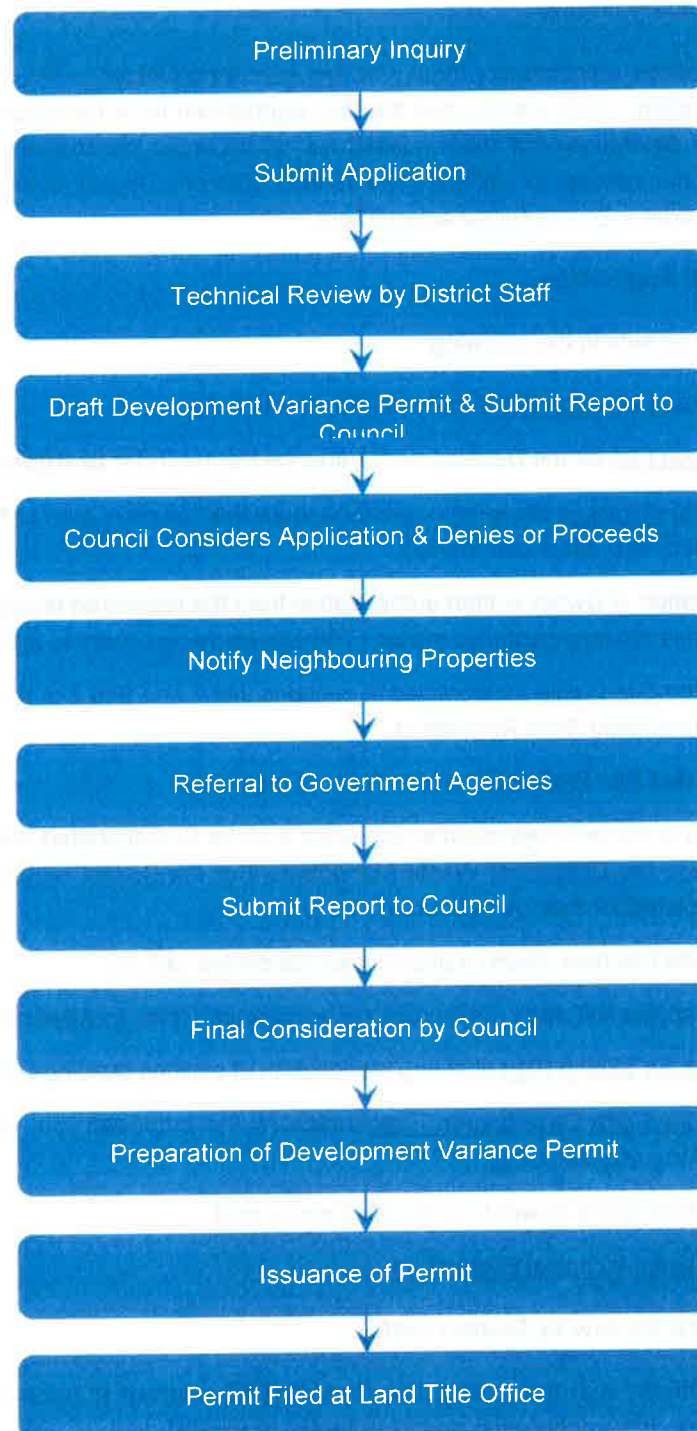 Preliminary Inquiry
Submit Application
Technical Review by District Staff
Draft Development Variance Permit & Submit Report to
Council
Council Considers Application & Denies or Proceeds
Notify Neighbouring Properties
Referral to Government Agencies
Submit Report to Council
Final Consideration by Council
Preparation of Development Variance Permit
Issuance of Permit
Permit Filed at Land Title Office